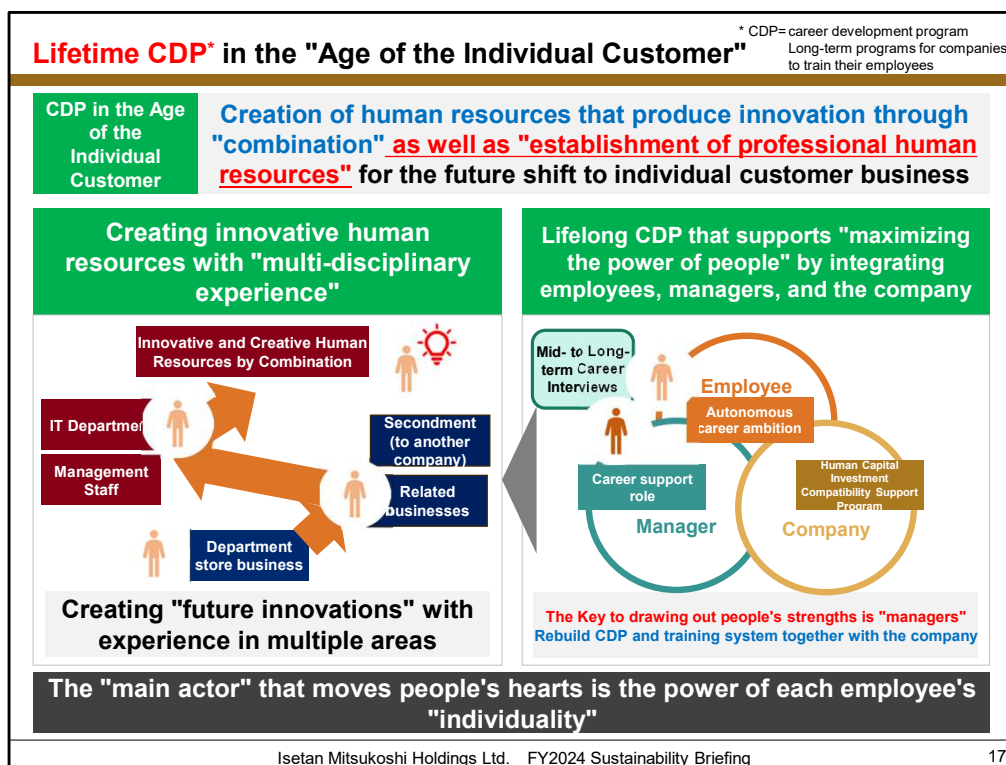 Lifetime CDP* in the "Age of the Individual Customer"
* CDP= career development program
Long-term programs for companies
to train their employees
CDP in the Age
of the
Individual
Customer
Creation of human resources that produce innovation through
"combination" as well as "establishment of professional human
resources" for the future shift to individual customer business
Creating innovative human
resources with "multi-disciplinary
experience"
Innovative and Creative Human
Resources by Combination
IT Departmen
Management
Staff
Secondment
(to another
company)
Related
businesses
Department
store business
Creating "future innovations" with
experience in multiple areas
Lifelong CDP that supports "maximizing
the power of people" by integrating
employees, managers, and the company
Mid- to Long-
term Career
Interviews
Employee
Autonomous
career ambition
Career support
role
Manager
Human Capital
Investment
Compatibility Support
Program
Company
The Key to drawing out people's strengths is "managers"
Rebuild CDP and training system together with the company
The "main actor" that moves people's hearts is the power of each employee's
"individuality"
Isetan Mitsukoshi Holdings Ltd. FY2024 Sustainability Briefing
17